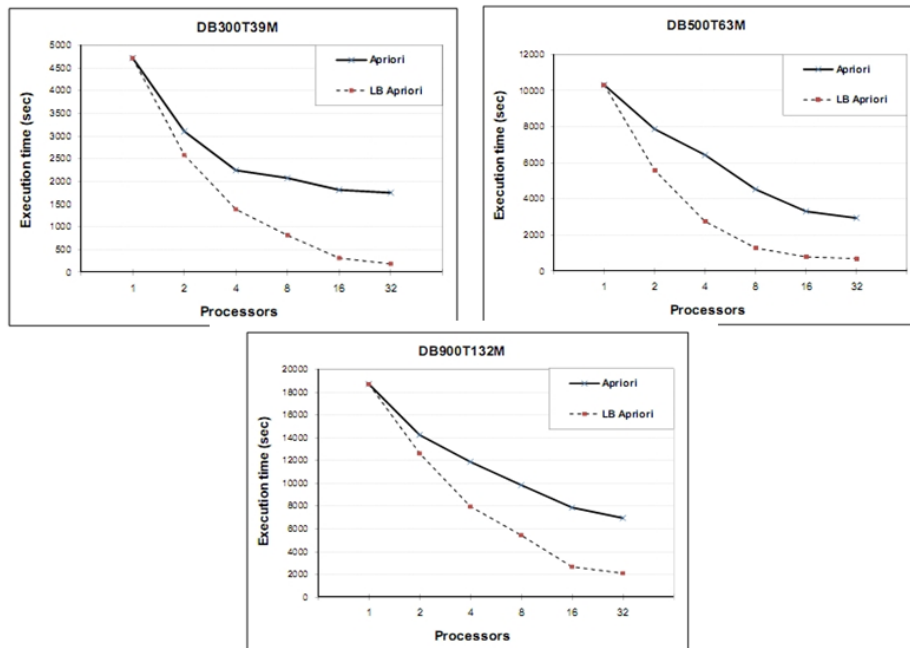 DB300T39M
5000
4500
4000
3500
3000
2500
2000
1500
1000
500
0
Execution time (sec)
Apriori
LB Apriori
1 2 4 8 16 32
Processors
DB500T63M
12000
10000
8000
6000
4000
2000
0
Execution time (sec)
Apriori
LB Apriori
1 2 4 8 16 32
Processors
DB900T132M
20000
18000
16000
14000
12000
10000
8000
6000
4000
2000
0
Execution time (sec)
Apriori
LB Apriori
1 2 4 8 16 32
Processors